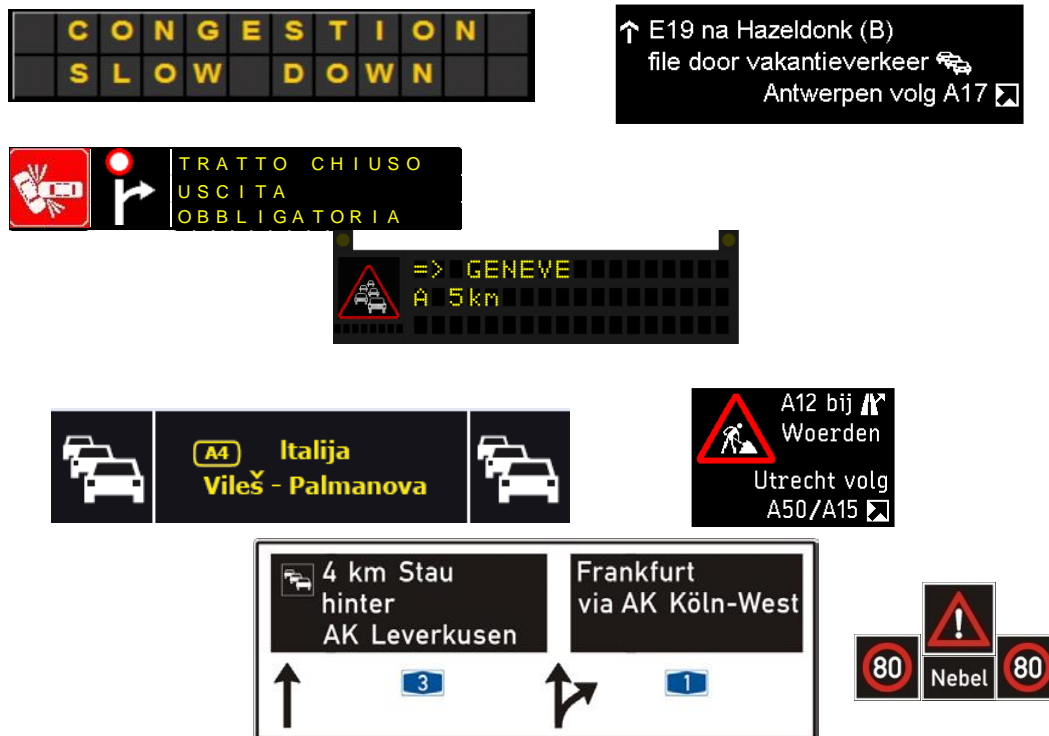 CONGESTION
SLOW DOWN
E19 na Hazeldonk (B)
file door vakantieverkeer
Antwerpen volg A17
TRATTO CHIUSO
USCITA
OBBLIGATORIA
=> GENEVE
A 5km
A4 Italija
Vileš - Palmanova
A12 bij
Woerden
Utrecht volg
A50/A15
4 km Stau
hinter
AK Leverkusen
3
Frankfurt
via AK Köln-West
1
80
Nebel
80